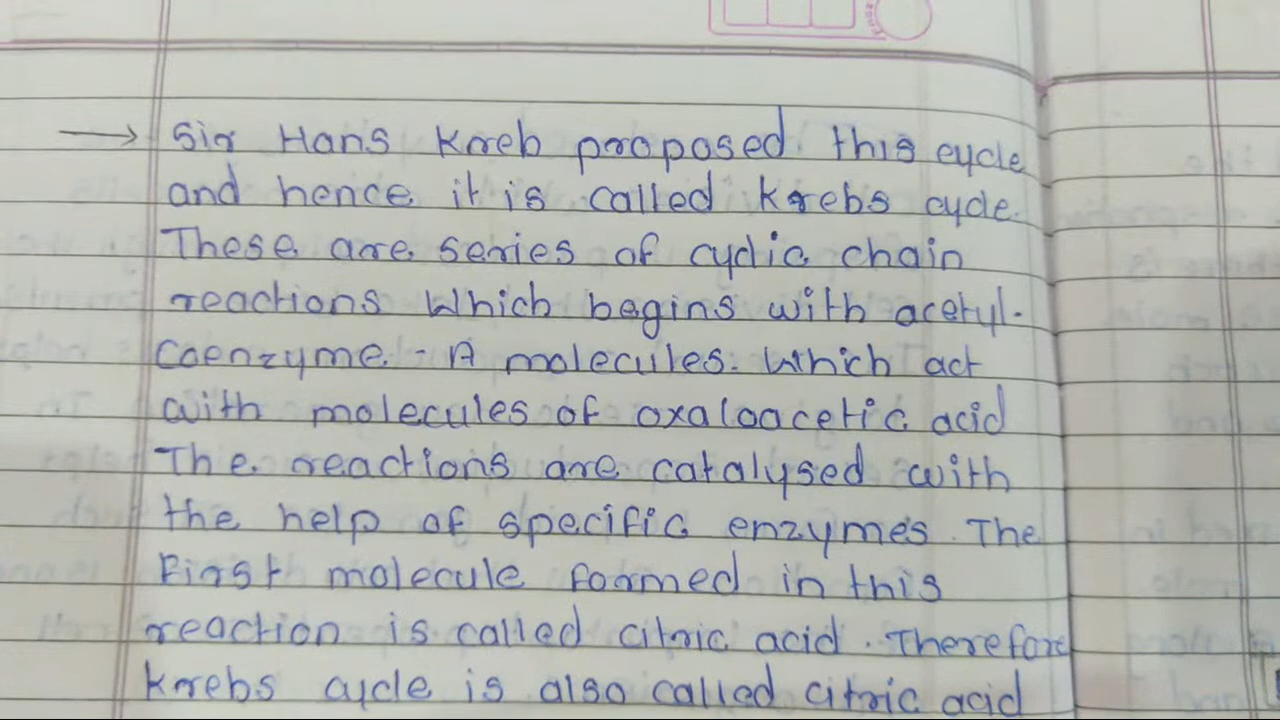 → Sir Hans Kreb proposed this cycle
and hence it is called Krebs cycle.
These are series of cyclic chain
reactions which begins with acetyl-
Coenzyme - A molecules. Which act
with molecules of oxaloacetic acid
The reactions are catalysed with
the help of specific enzymes. The
First molecule formed in this
reaction is called citric acid. Therefore
Krebs cycle is also called citric acid